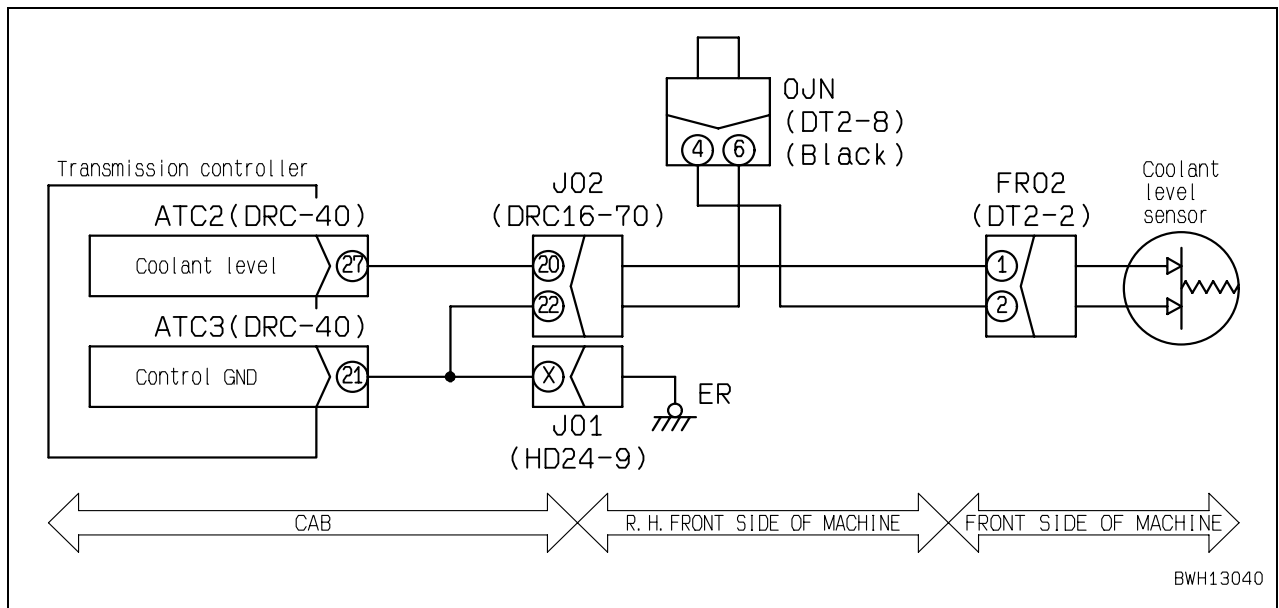 OJN
(DT2-8)
(Black)
4 6
Transmission controller
ATC2(DRC-40)
Coolant level
27
J02
(DRC16-70)
20
22
FR02
(DT2-2)
1
2
Coolant
level
sensor
ATC3(DRC-40)
Control GND
21
X
J01
(HD24-9)
ER
CAB
R.H. FRONT SIDE OF MACHINE
FRONT SIDE OF MACHINE
BWH13040